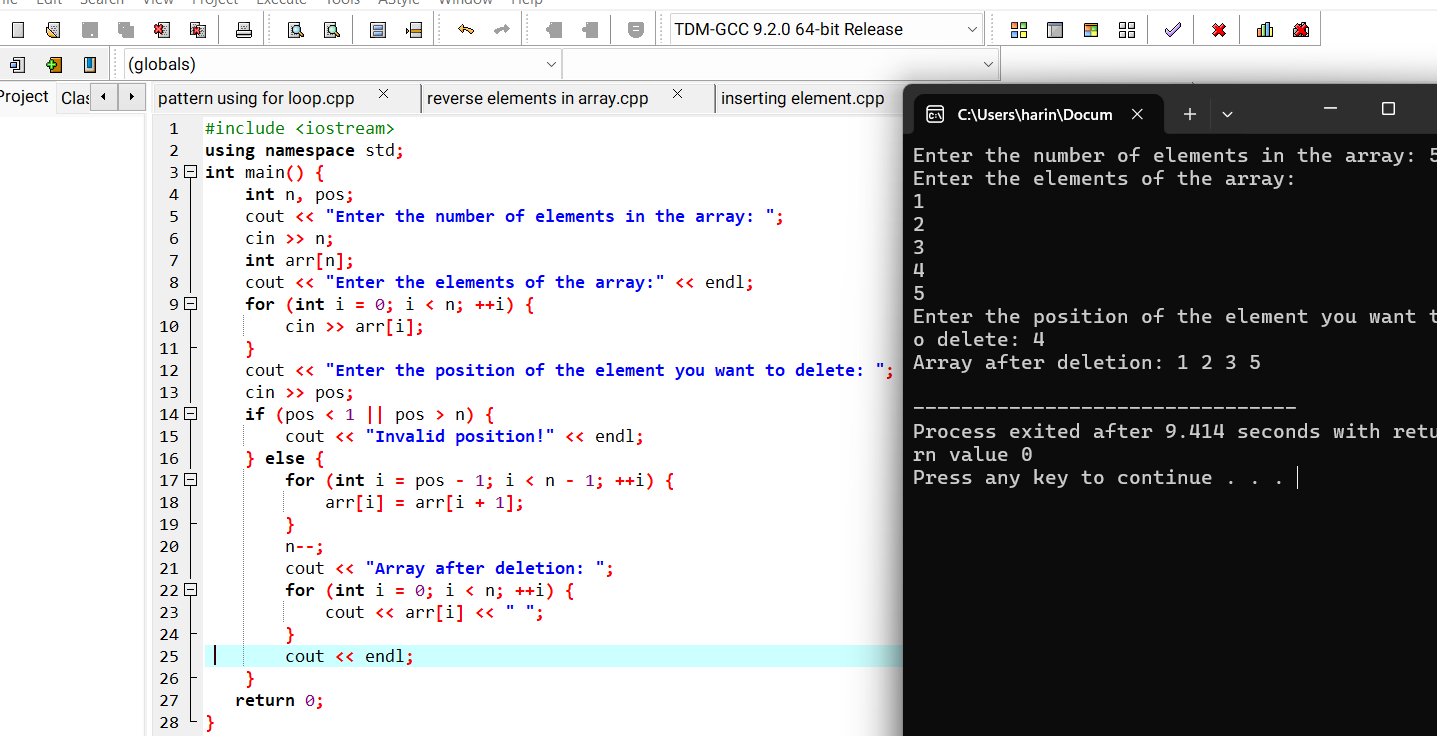 TDM-GCC 9.2.0 64-bit Release
(globals)
Project
pattern using for loop.cpp
reverse elements in array.cpp
inserting element.cpp
1 #include <iostream>
2 using namespace std;
3 int main() {
4 int n, pos;
5 cout << "Enter the number of elements in the array: ";
6 cin >> n;
7 int arr[n];
8 cout << "Enter the elements of the array:" << endl;
9 for (int i = 0; i < n; ++i) {
10 cin >> arr[i];
11 }
12 cout << "Enter the position of the element you want to delete: ";
13 cin >> pos;
14 if (pos < 1 || pos > n) {
15 cout << "Invalid position!" << endl;
16 } else {
17 for (int i = pos - 1; i < n - 1; ++i) {
18 arr[i] = arr[i + 1];
19 }
20 n--;
21 cout << "Array after deletion: ";
22 for (int i = 0; i < n; ++i) {
23 cout << arr[i] << " ";
24 }
25 cout << endl;
26 }
27 return 0;
28 }
C:\Users\harin\Docum
Enter the number of elements in the array: 5
Enter the elements of the array:
1
2
3
4
5
Enter the position of the element you want t
o delete: 4
Array after deletion: 1 2 3 5
--------------------------------
Process exited after 9.414 seconds with retu
rn value 0
Press any key to continue . . .